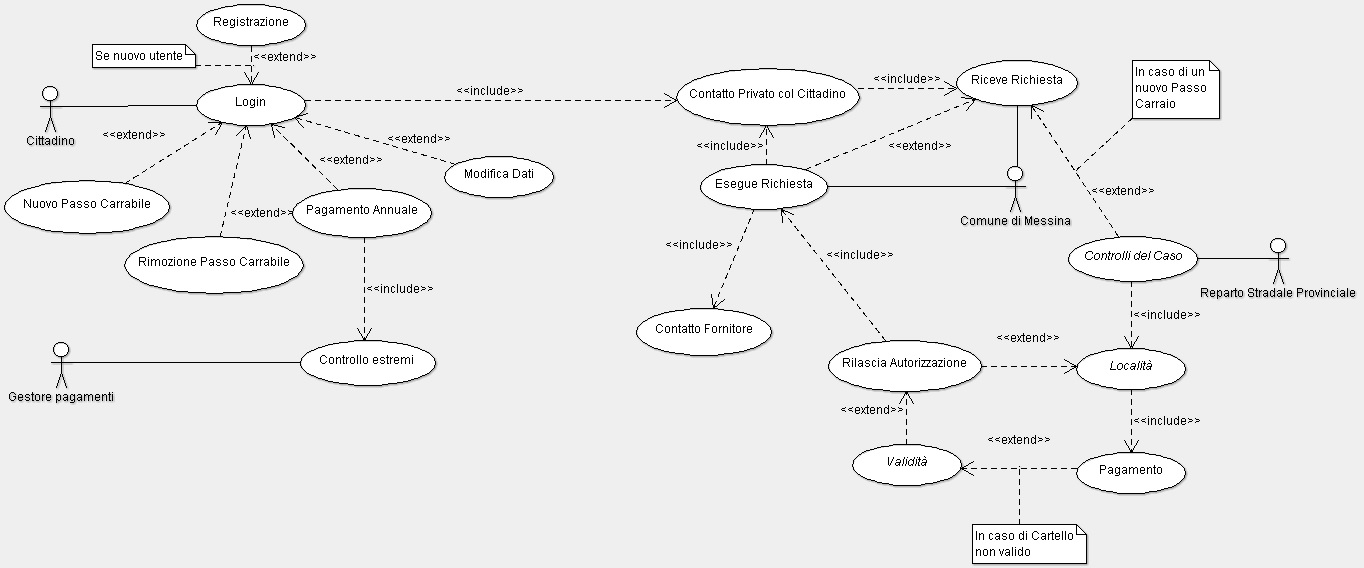 Registrazione
Se nuovo utente
<<extend>>
Login
Cittadino
<<include>>
<<extend>>
<<extend>>
<<extend>>
<<extend>>
Modifica Dati
Nuovo Passo Carrabile
Pagamento Annuale
Rimozione Passo Carrabile
<<include>>
Controllo estremi
Gestore pagamenti
Contatto Privato col Cittadino
<<include>>
Riceve Richiesta
In caso di un
nuovo Passo
Carraio
<<include>>
<<extend>>
Esegue Richiesta
Comune di Messina
<<extend>>
<<include>>
<<include>>
Controlli del Caso
Reparto Stradale Provinciale
Contatto Fornitore
<<include>>
Rilascia Autorizzazione
<<extend>>
Località
<<extend>>
<<include>>
Validità
<<extend>>
Pagamento
In caso di Cartello
non valido